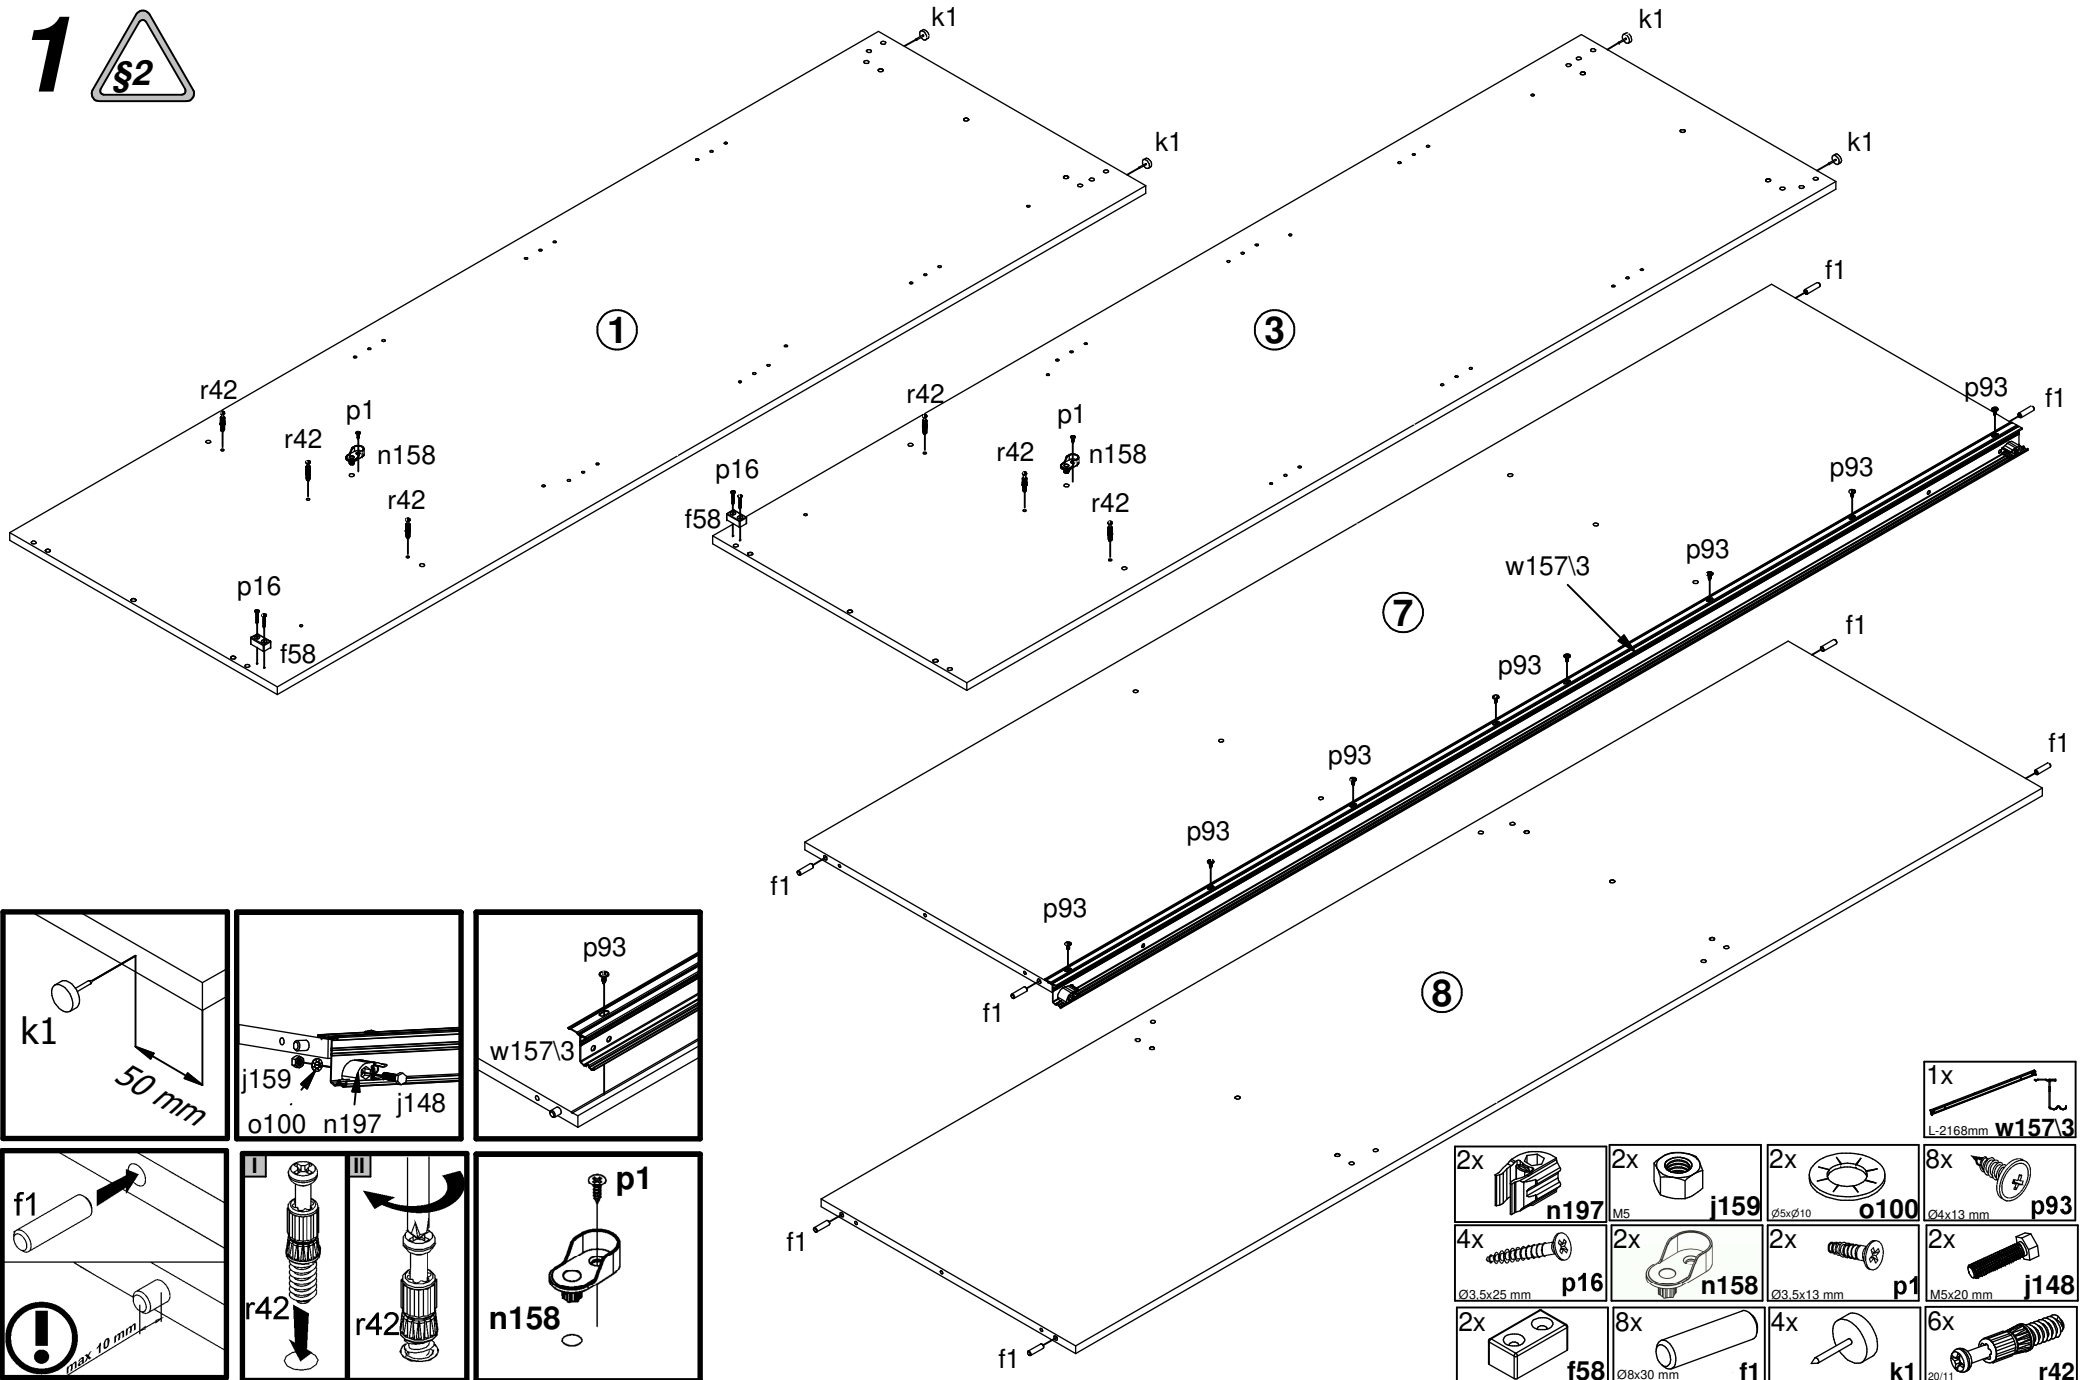 1
§2
k1
k1
k1
k1
1
3
r42
r42
p1
n158
r42
p16
f58
r42
r42
p1
n158
r42
p16
f58
f1
p93
f1
p93
p93
w157\3
7
p93
f1
f1
p93
p93
p93
f1
f1
8
f1
f1
k1
50 mm
j159
o100
n197
j148
p93
w157\3
f1
max 10 mm
I
r42
II
r42
p1
n158
1x
L-2168mm w157\3
2x
n197
2x
M5 j159
2x
Ø5xØ10 o100
8x
Ø4x13 mm p93
4x
Ø3,5x25 mm p16
2x
n158
2x
Ø3,5x13 mm p1
2x
M5x20 mm j148
2x
f58
8x
Ø8x30 mm f1
4x
k1
6x
20/11 r42